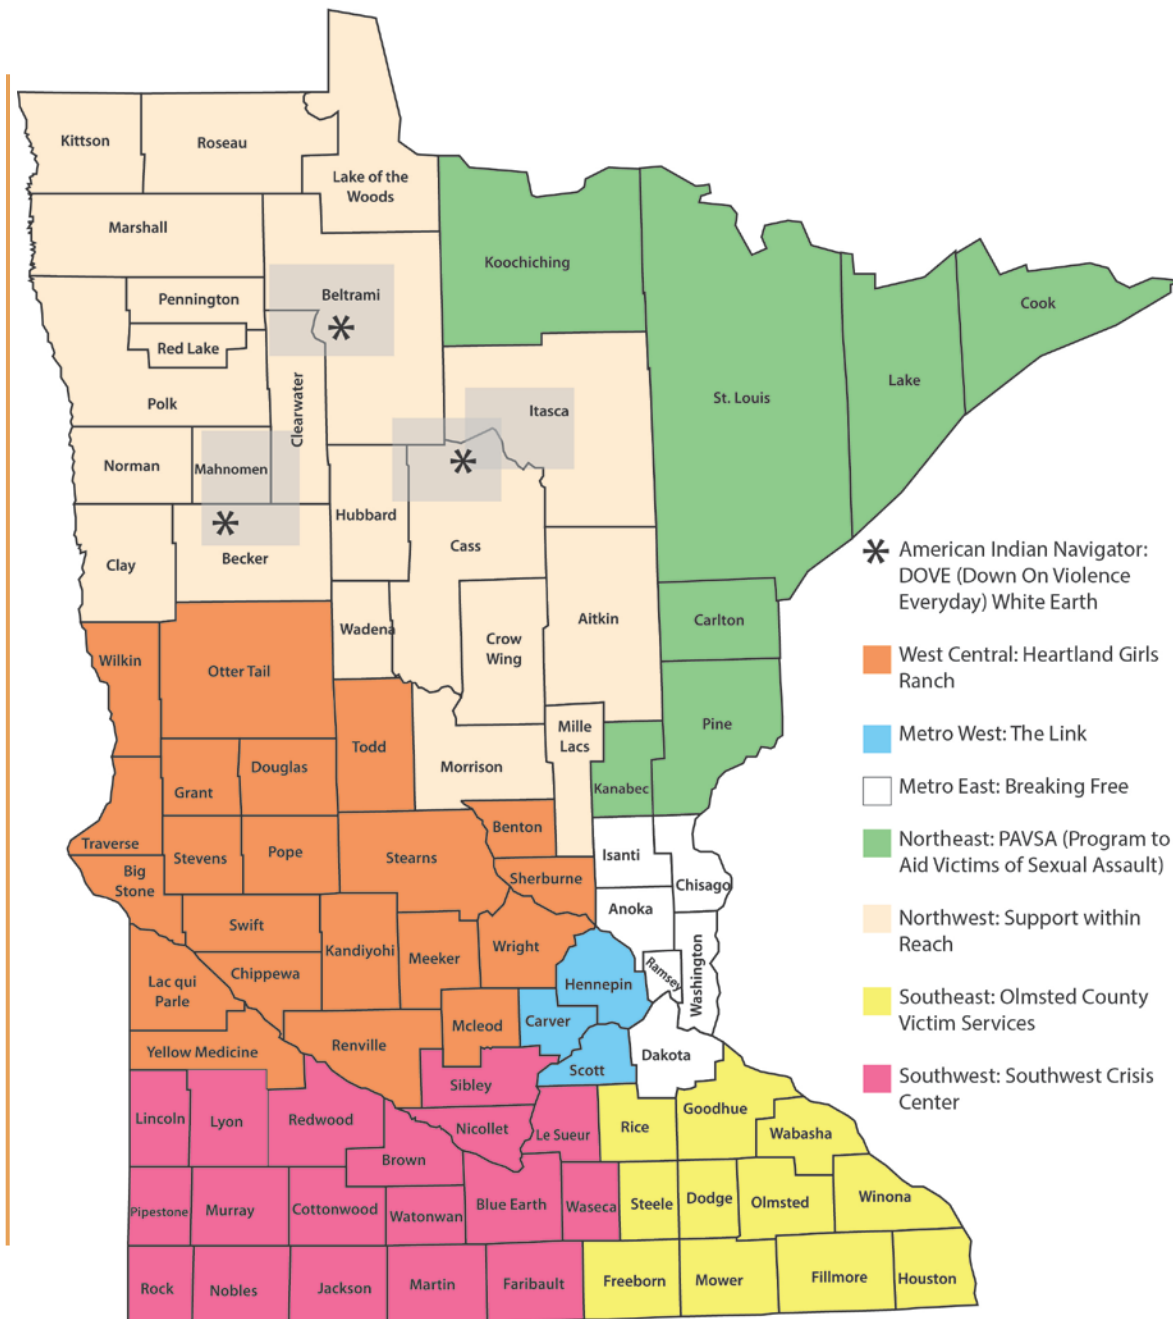 Kittson
Roseau
Lake of the
Woods
Marshall
Koochiching
Pennington
Beltrami
Cook
Red Lake
Polk
Clearwater
Itasca
St. Louis
Lake
Norman
Mahnomen
*
*
*
Hubbard
Clay
Becker
Cass
Wadena
Aitkin
Carlton
Crow
Wing
Wilkin
Otter Tail
Pine
Mille
Lacs
Todd
Douglas
Morrison
Grant
Kanabec
Benton
Traverse
Stevens
Pope
Stearns
Isanti
Big
Stone
Sherburne
Chisago
Anoka
Swift
Kandiyohi
Meeker
Wright
Ramsey
Washington
Lac qui
Parle
Chippewa
Hennepin
Mcleod
Carver
Yellow Medicine
Renville
Dakota
Scott
Sibley
Lincoln
Lyon
Redwood
Nicollet
Le Sueur
Rice
Goodhue
Wabasha
Brown
Pipestone
Murray
Cottonwood
Watonwan
Blue Earth
Waseca
Steele
Dodge
Olmsted
Winona
Rock
Nobles
Jackson
Martin
Faribault
Freeborn
Mower
Fillmore
Houston
* American Indian Navigator:
DOVE (Down On Violence
Everyday) White Earth
West Central: Heartland Girls
Ranch
Metro West: The Link
Metro East: Breaking Free
Northeast: PAVSA (Program to
Aid Victims of Sexual Assault)
Northwest: Support within
Reach
Southeast: Olmsted County
Victim Services
Southwest: Southwest Crisis
Center